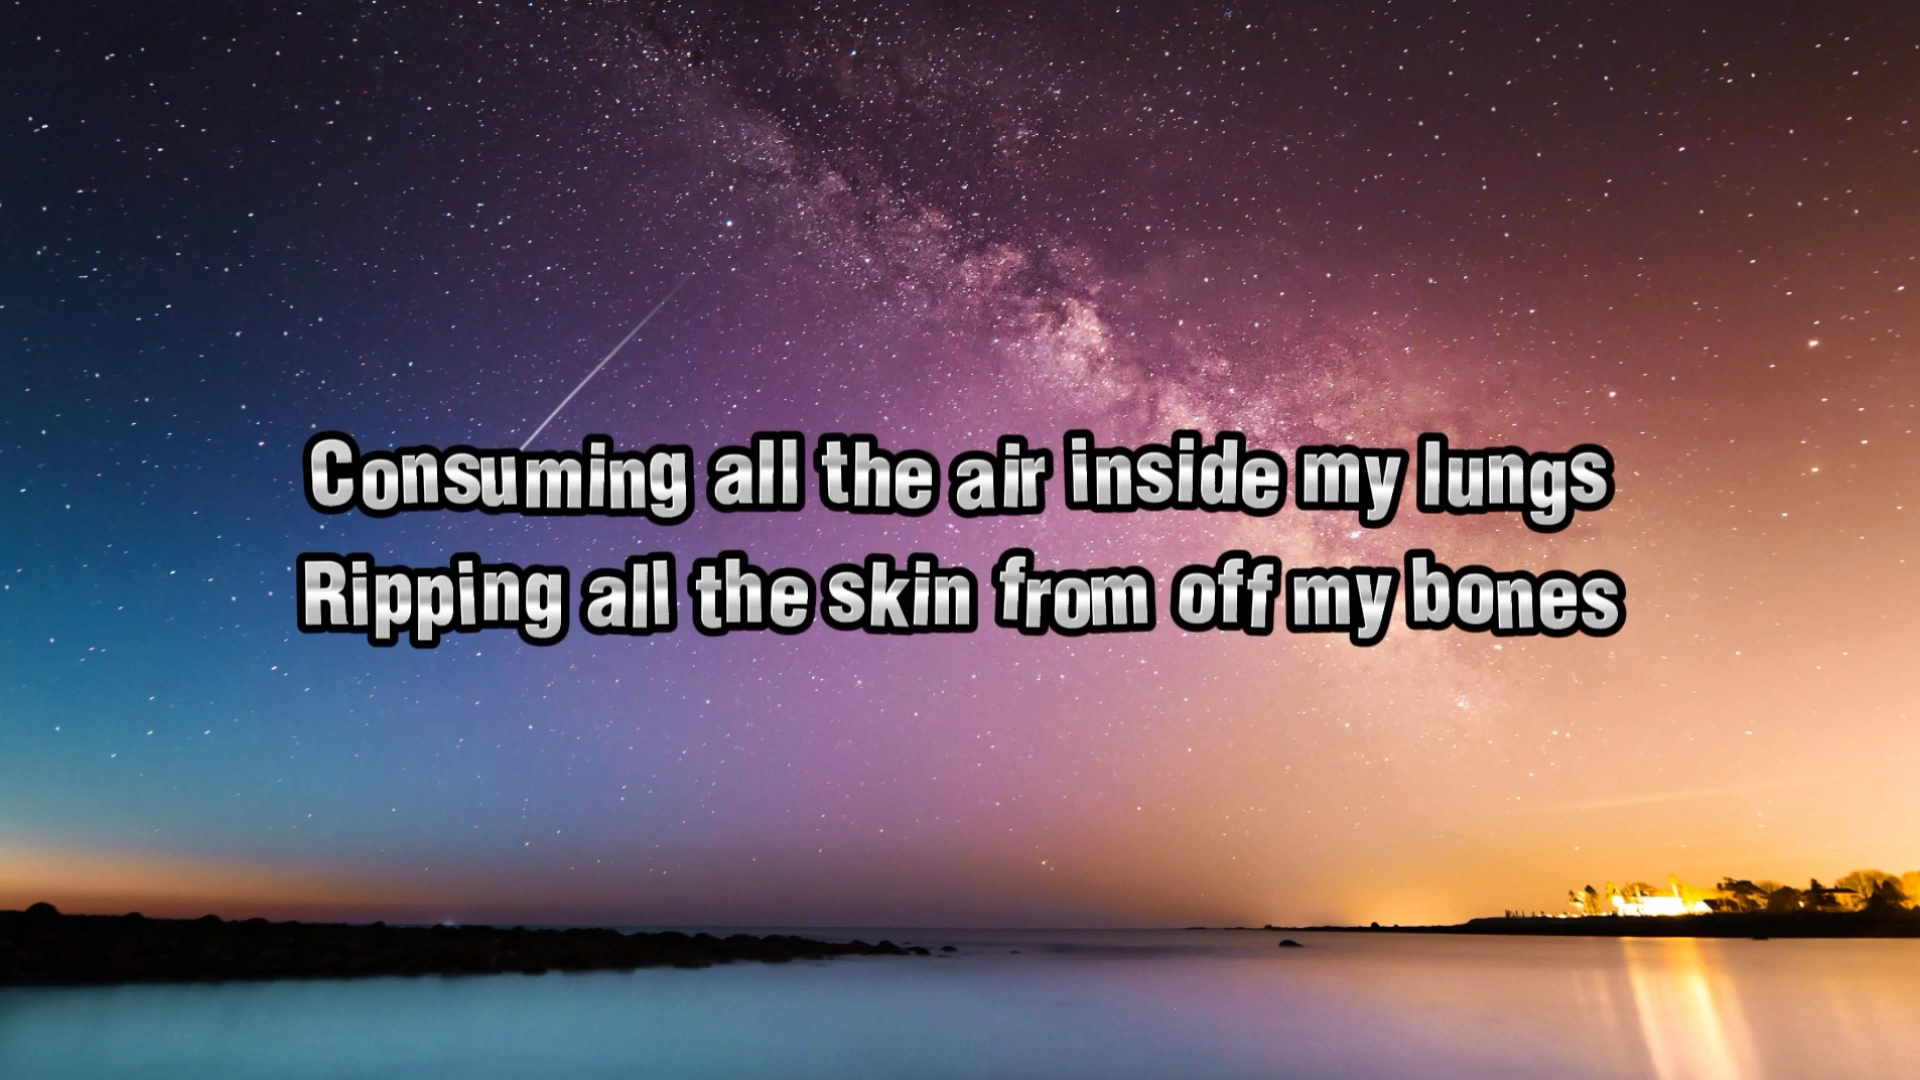 Consuming all the air inside my lungs
Ripping all the skin from off my bones